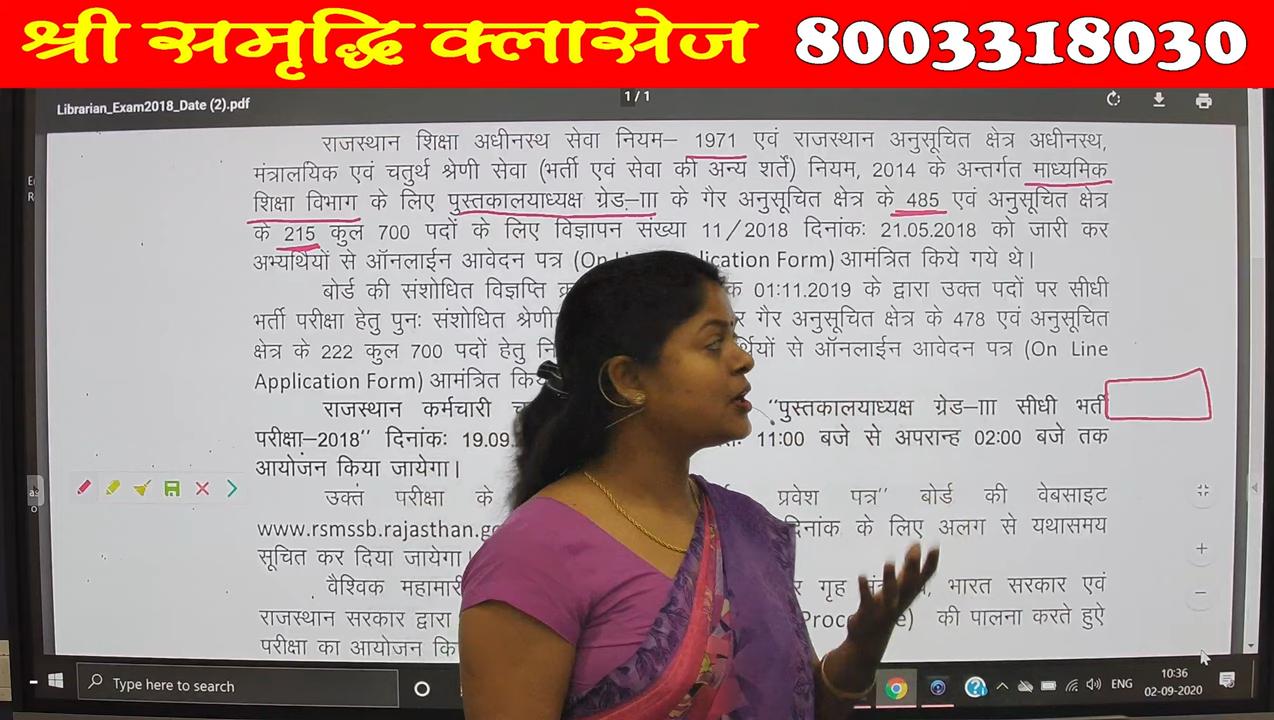 श्री समृद्धि क्लासेज 8003318030
Librarian_Exam2018_Date (2).pdf
1 / 1
राजस्थान शिक्षा अधीनस्थ सेवा नियम– 1971 एवं राजस्थान अनुसूचित क्षेत्र अधीनस्थ,
मंत्रालयिक एवं चतुर्थ श्रेणी सेवा (भर्ती एवं सेवा की अन्य शर्ते) नियम, 2014 के अन्तर्गत माध्यमिक
शिक्षा विभाग के लिए पुस्तकालयाध्यक्ष ग्रेड–III के गैर अनुसूचित क्षेत्र के 485 एवं अनुसूचित क्षेत्र
के 215 कुल 700 पदों के लिए विज्ञापन संख्या 11/2018 दिनांकः 21.05.2018 को जारी कर
अभ्यर्थियों से ऑनलाईन आवेदन पत्र (On Application Form) आमंत्रित किये गये थे।
बोर्ड की संशोधित विज्ञप्ति 01:11.2019 के द्वारा उक्त पदों पर सीधी
भर्ती परीक्षा हेतु पुनः संशोधित श्रेणी गैर अनुसूचित क्षेत्र के 478 एवं अनुसूचित
क्षेत्र के 222 कुल 700 पदों हेतु से ऑनलाईन आवेदन पत्र (On Line
Application Form) आमंत्रित
राजस्थान कर्मचारी "पुस्तकालयाध्यक्ष ग्रेड–III सीधी भर्ती
परीक्षा–2018" दिनांकः 19.09. 11:00 बजे से अपरान्ह 02:00 बजे तक
आयोजन किया जायेगा।
उक्त परीक्षा के प्रवेश पत्र" बोर्ड की वेबसाइट
www.rsmssb.rajasthan. दिनांक के लिए अलग से यथासमय
सूचित कर दिया जायेगा।
वैश्विक महामारी गृह भारत सरकार एवं
राजस्थान सरकार द्वारा की पालना करते हुऐ
परीक्षा का आयोजन
Type here to search
ENG
10:36
02-09-2020